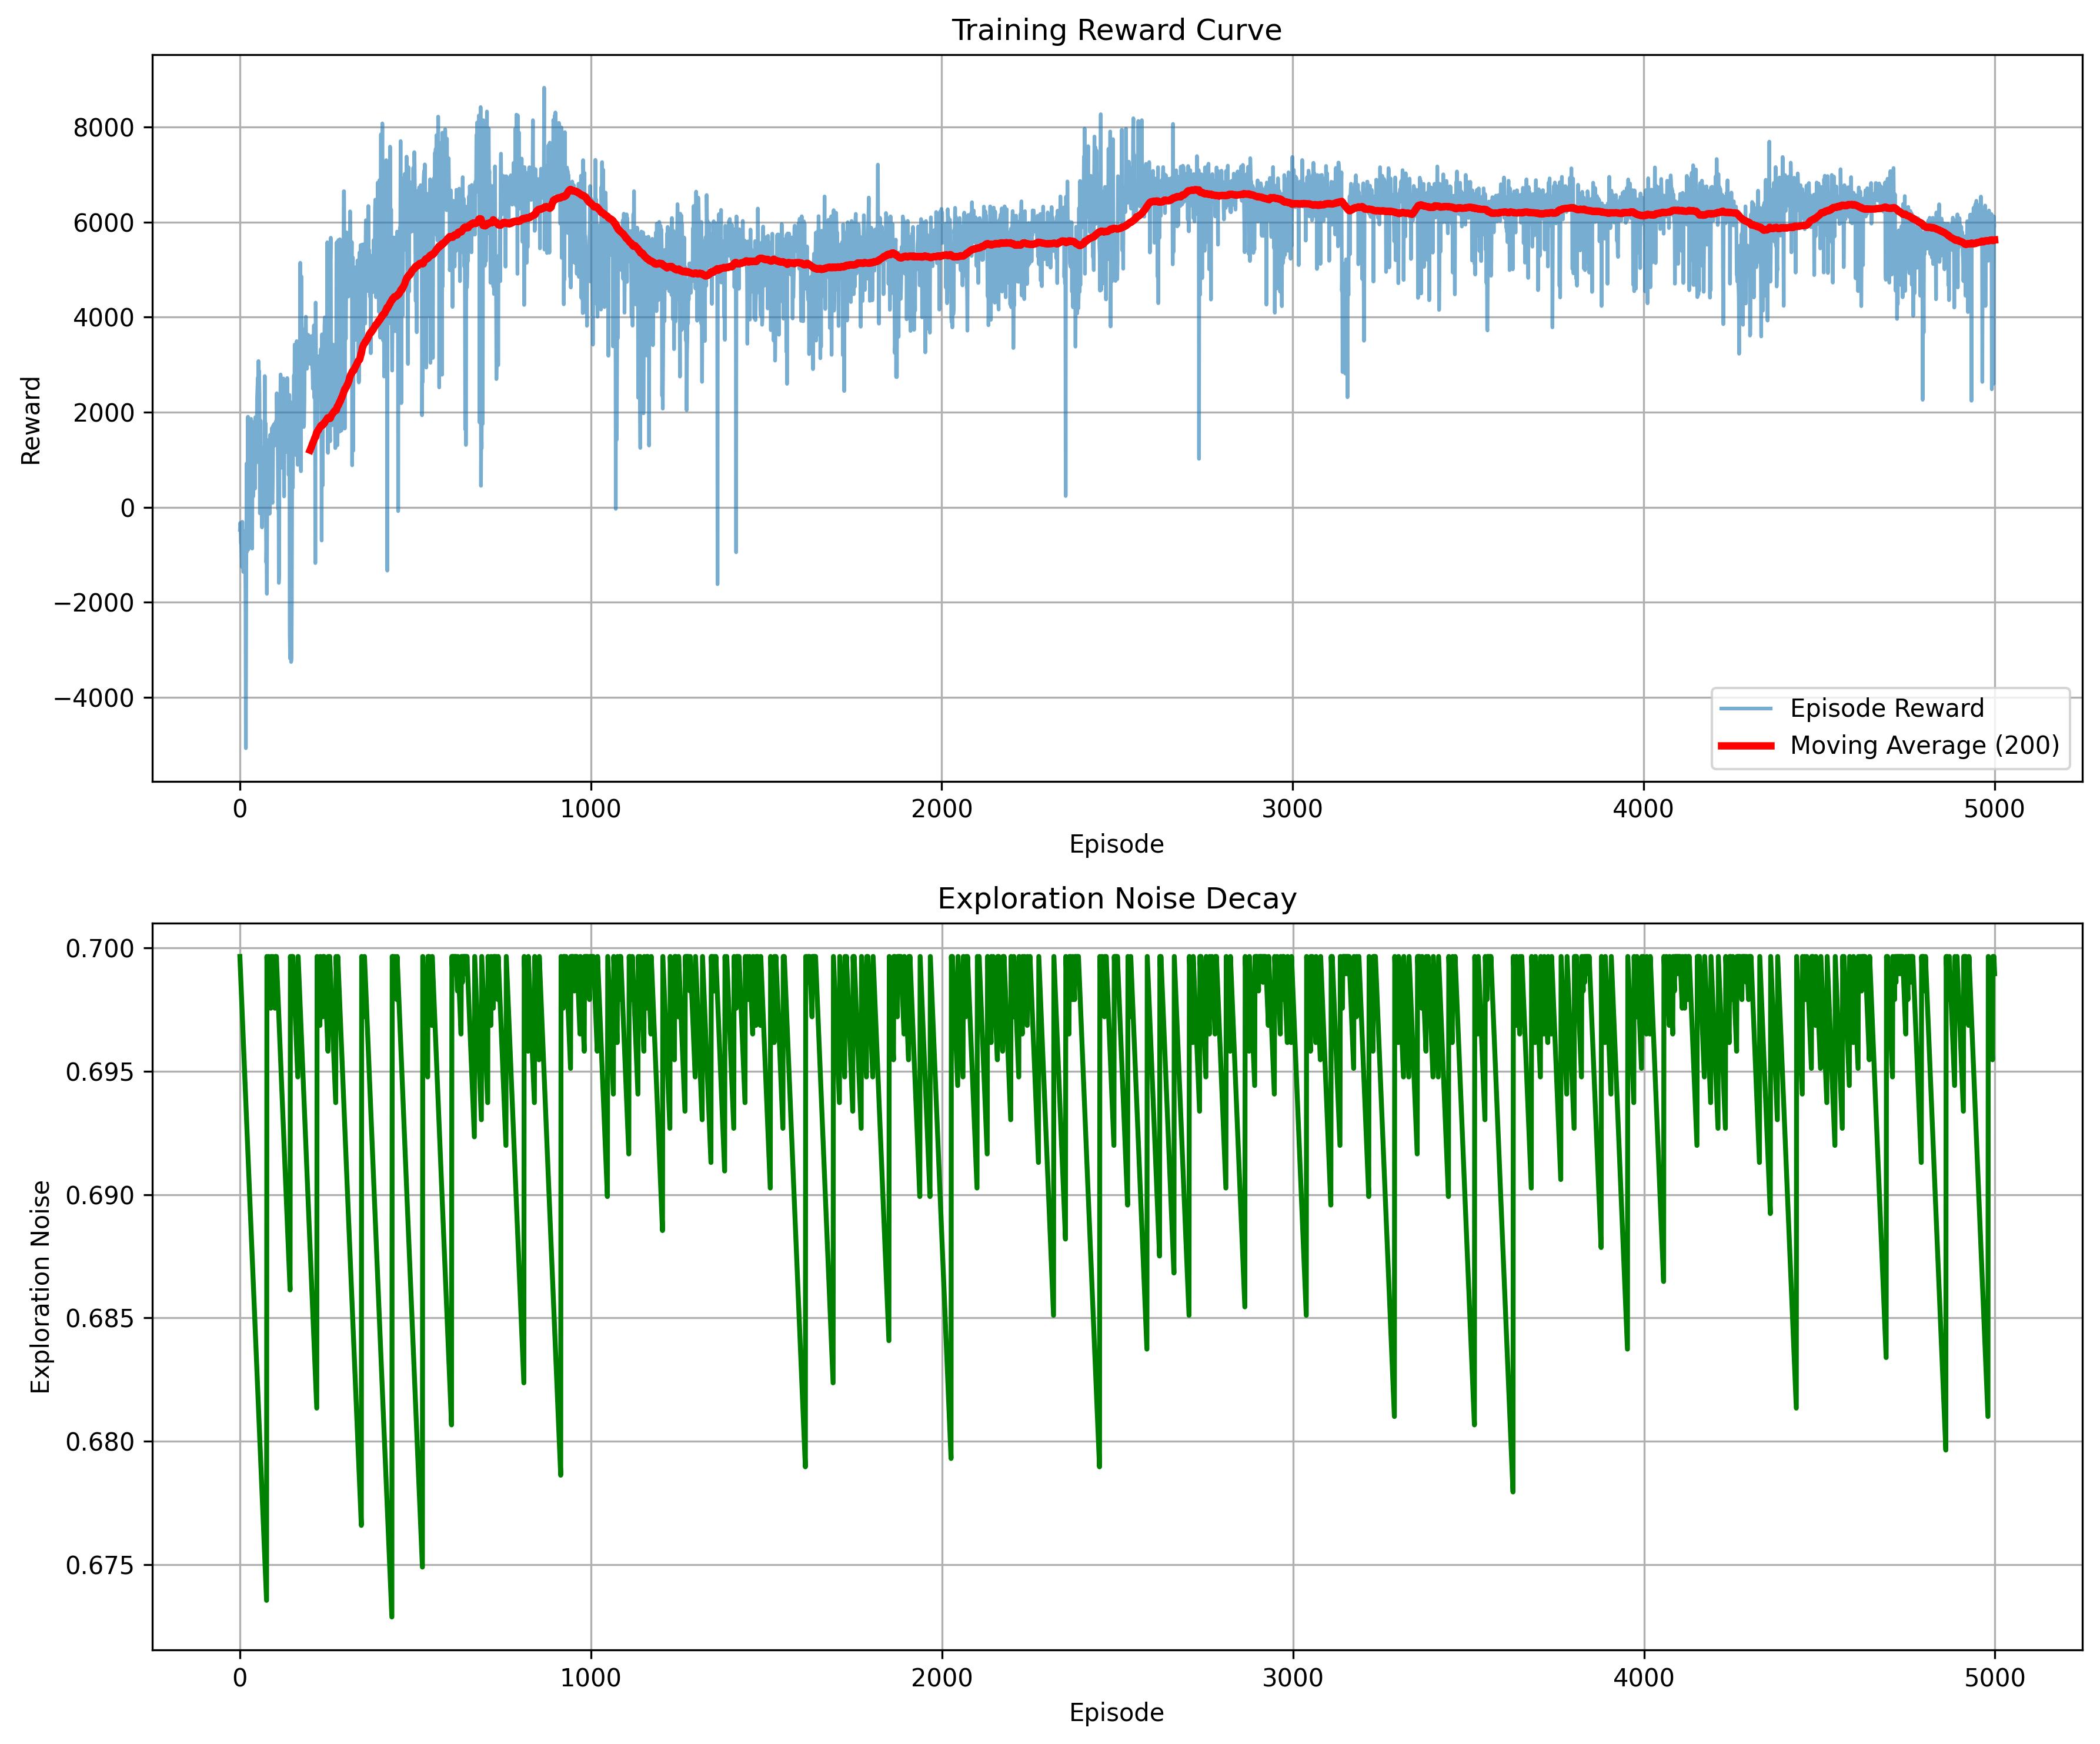 Training Reward Curve
8000
6000
4000
2000
0
−2000
−4000
Reward
Episode Reward
Moving Average (200)
0 1000 2000 3000 4000 5000
Episode
Exploration Noise Decay
0.700
0.695
0.690
0.685
0.680
0.675
Exploration Noise
0 1000 2000 3000 4000 5000
Episode